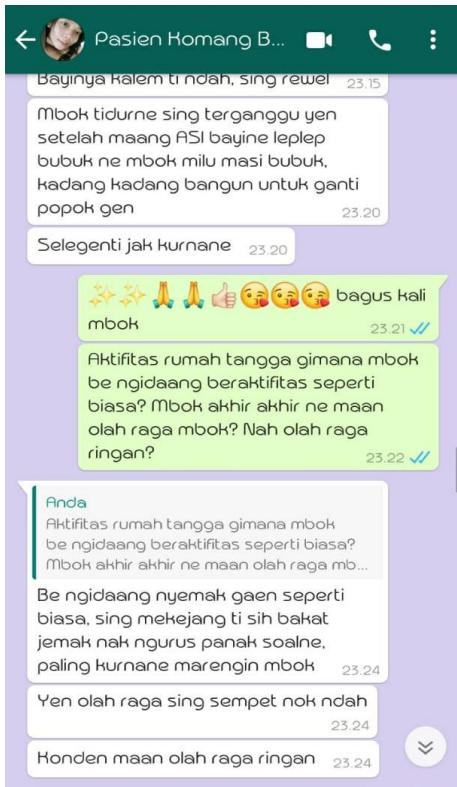 Pasien Komang B...
Bayinya kalem ti ndah, sing rewel 23.15
Mbok tidurne sing terganggu yen
setelah maang ASI bayine leplep
bubuk ne mbok milu masi bubuk,
kadang kadang bangun untuk ganti
popok gen
23.20
Selegenti jak kurnane 23.20
✨✨🙏🙏👍😘😘😘 bagus kali
mbok
23.21
Aktifitas rumah tangga gimana mbok
be ngidaang beraktifitas seperti
biasa? Mbok akhir akhir ne maan
olah raga mbok? Nah olah raga
ringan?
23.22
Anda
Aktifitas rumah tangga gimana mbok
be ngidaang beraktifitas seperti biasa?
Mbok akhir akhir ne maan olah raga mb...
Be ngidaang nyemak gaen seperti
biasa, sing mekejang ti sih bakat
jemak nak ngurus panak soalne,
paling kurnane marengin mbok 23.24
Yen olah raga sing sempet nok ndah
23.24
Konden maan olah raga ringan 23.24